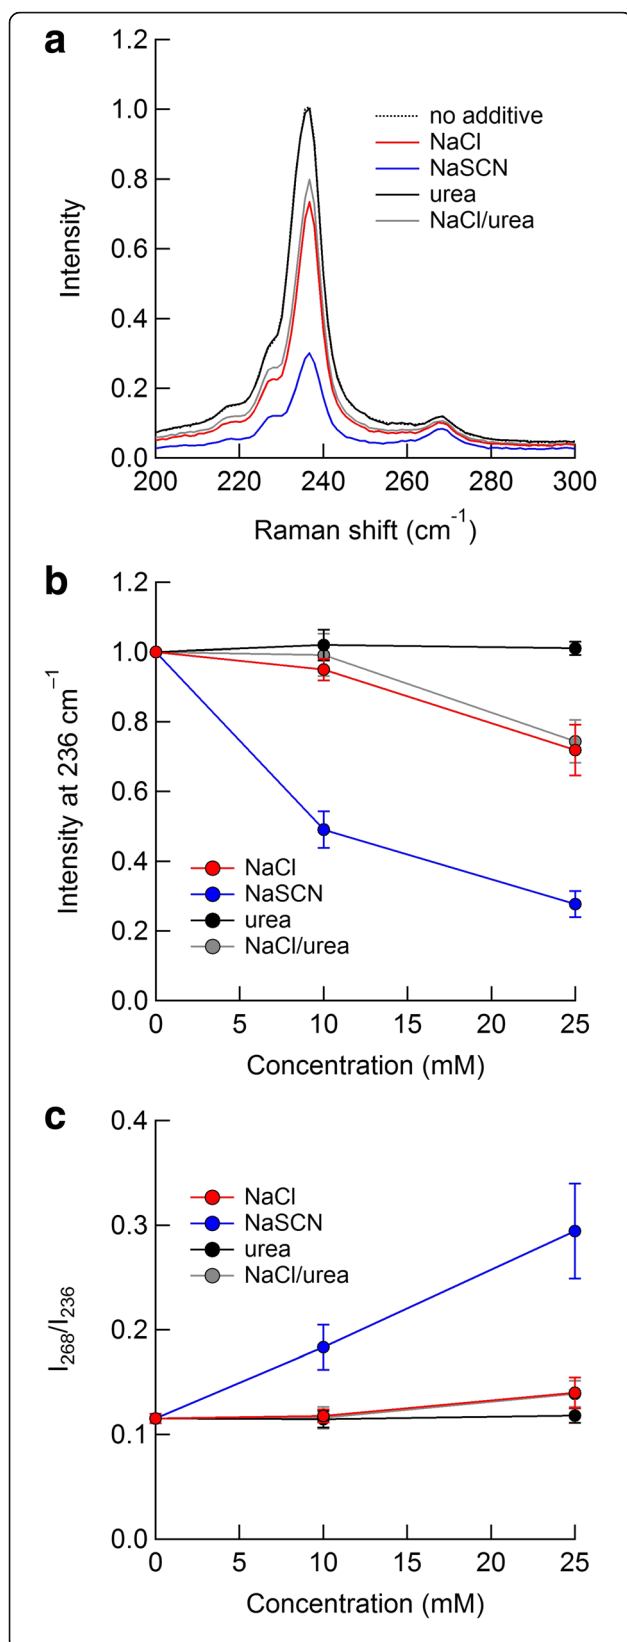 a
1.2
1.0
0.8
0.6
0.4
0.2
0.0
Intensity
no additive
NaCl
NaSCN
urea
NaCl/urea
200 220 240 260 280 300
Raman shift (cm⁻¹)
b
1.2
1.0
0.8
0.6
0.4
0.2
0.0
Intensity at 236 cm⁻¹
NaCl
NaSCN
urea
NaCl/urea
0 5 10 15 20 25
Concentration (mM)
c
0.4
0.3
0.2
0.1
0.0
I₂₆₈/I₂₃₆
NaCl
NaSCN
urea
NaCl/urea
0 5 10 15 20 25
Concentration (mM)